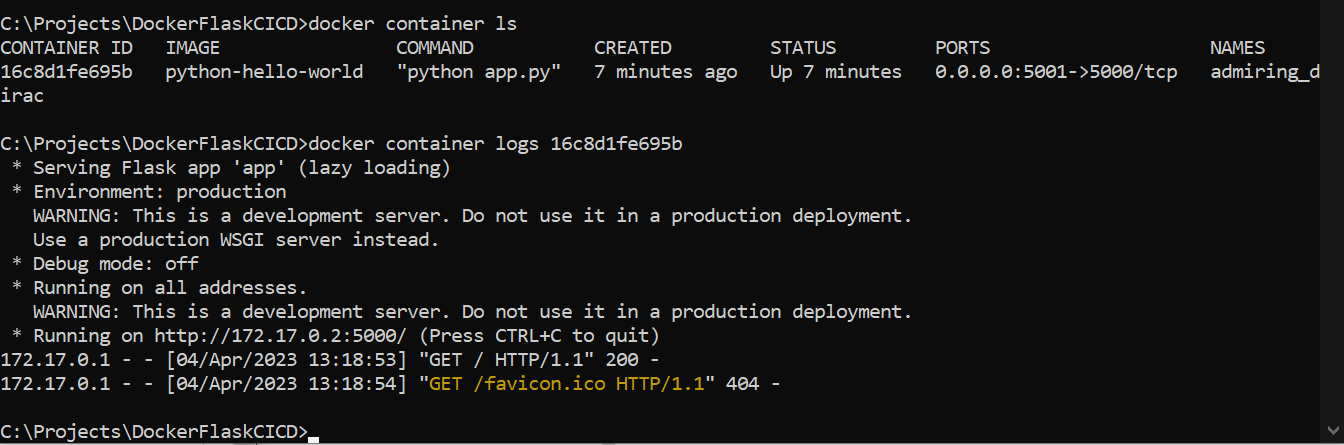 C:\Projects\DockerFlaskCICD>docker container ls
CONTAINER ID   IMAGE                COMMAND           CREATED         STATUS         PORTS                    NAMES
16c8d1fe695b   python-hello-world   "python app.py"   7 minutes ago   Up 7 minutes   0.0.0.0:5001->5000/tcp   admiring_d
irac
C:\Projects\DockerFlaskCICD>docker container logs 16c8d1fe695b
 * Serving Flask app 'app' (lazy loading)
 * Environment: production
   WARNING: This is a development server. Do not use it in a production deployment.
   Use a production WSGI server instead.
 * Debug mode: off
 * Running on all addresses.
   WARNING: This is a development server. Do not use it in a production deployment.
 * Running on http://172.17.0.2:5000/ (Press CTRL+C to quit)
172.17.0.1 - - [04/Apr/2023 13:18:53] "GET / HTTP/1.1" 200 -
172.17.0.1 - - [04/Apr/2023 13:18:54] "GET /favicon.ico HTTP/1.1" 404 -
C:\Projects\DockerFlaskCICD>